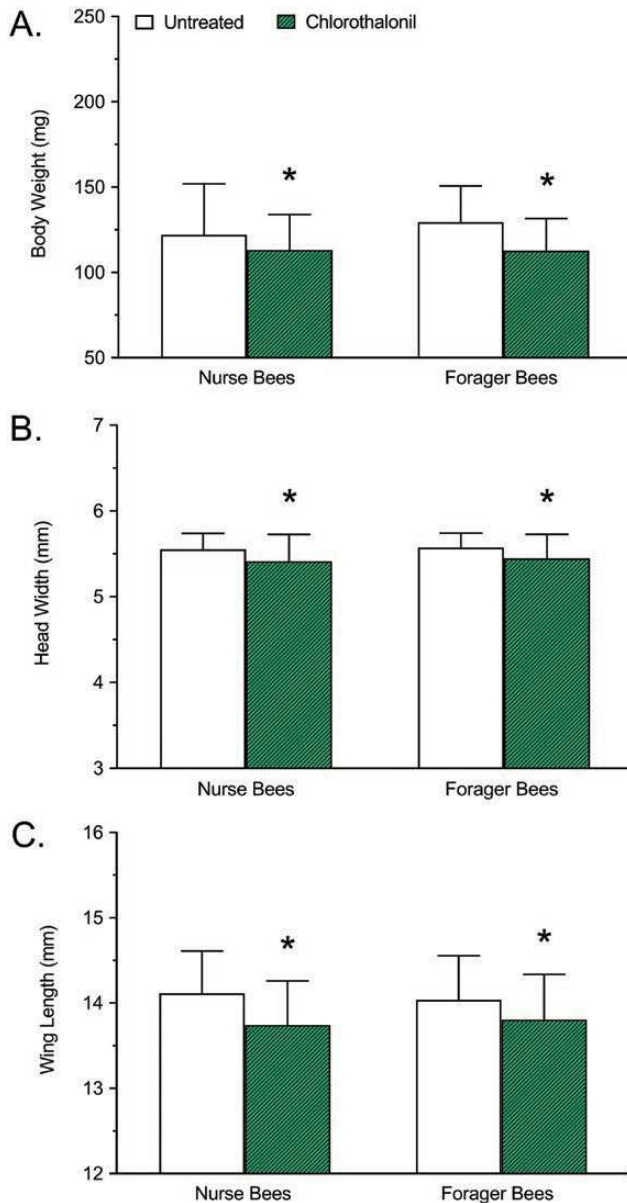 A.
Untreated Chlorothalonil
250
200
150
100
50
Body Weight (mg)
*
*
Nurse Bees Forager Bees
B.
7
6
5
4
3
Head Width (mm)
*
*
Nurse Bees Forager Bees
C.
16
15
14
13
12
Wing Length (mm)
*
*
Nurse Bees Forager Bees